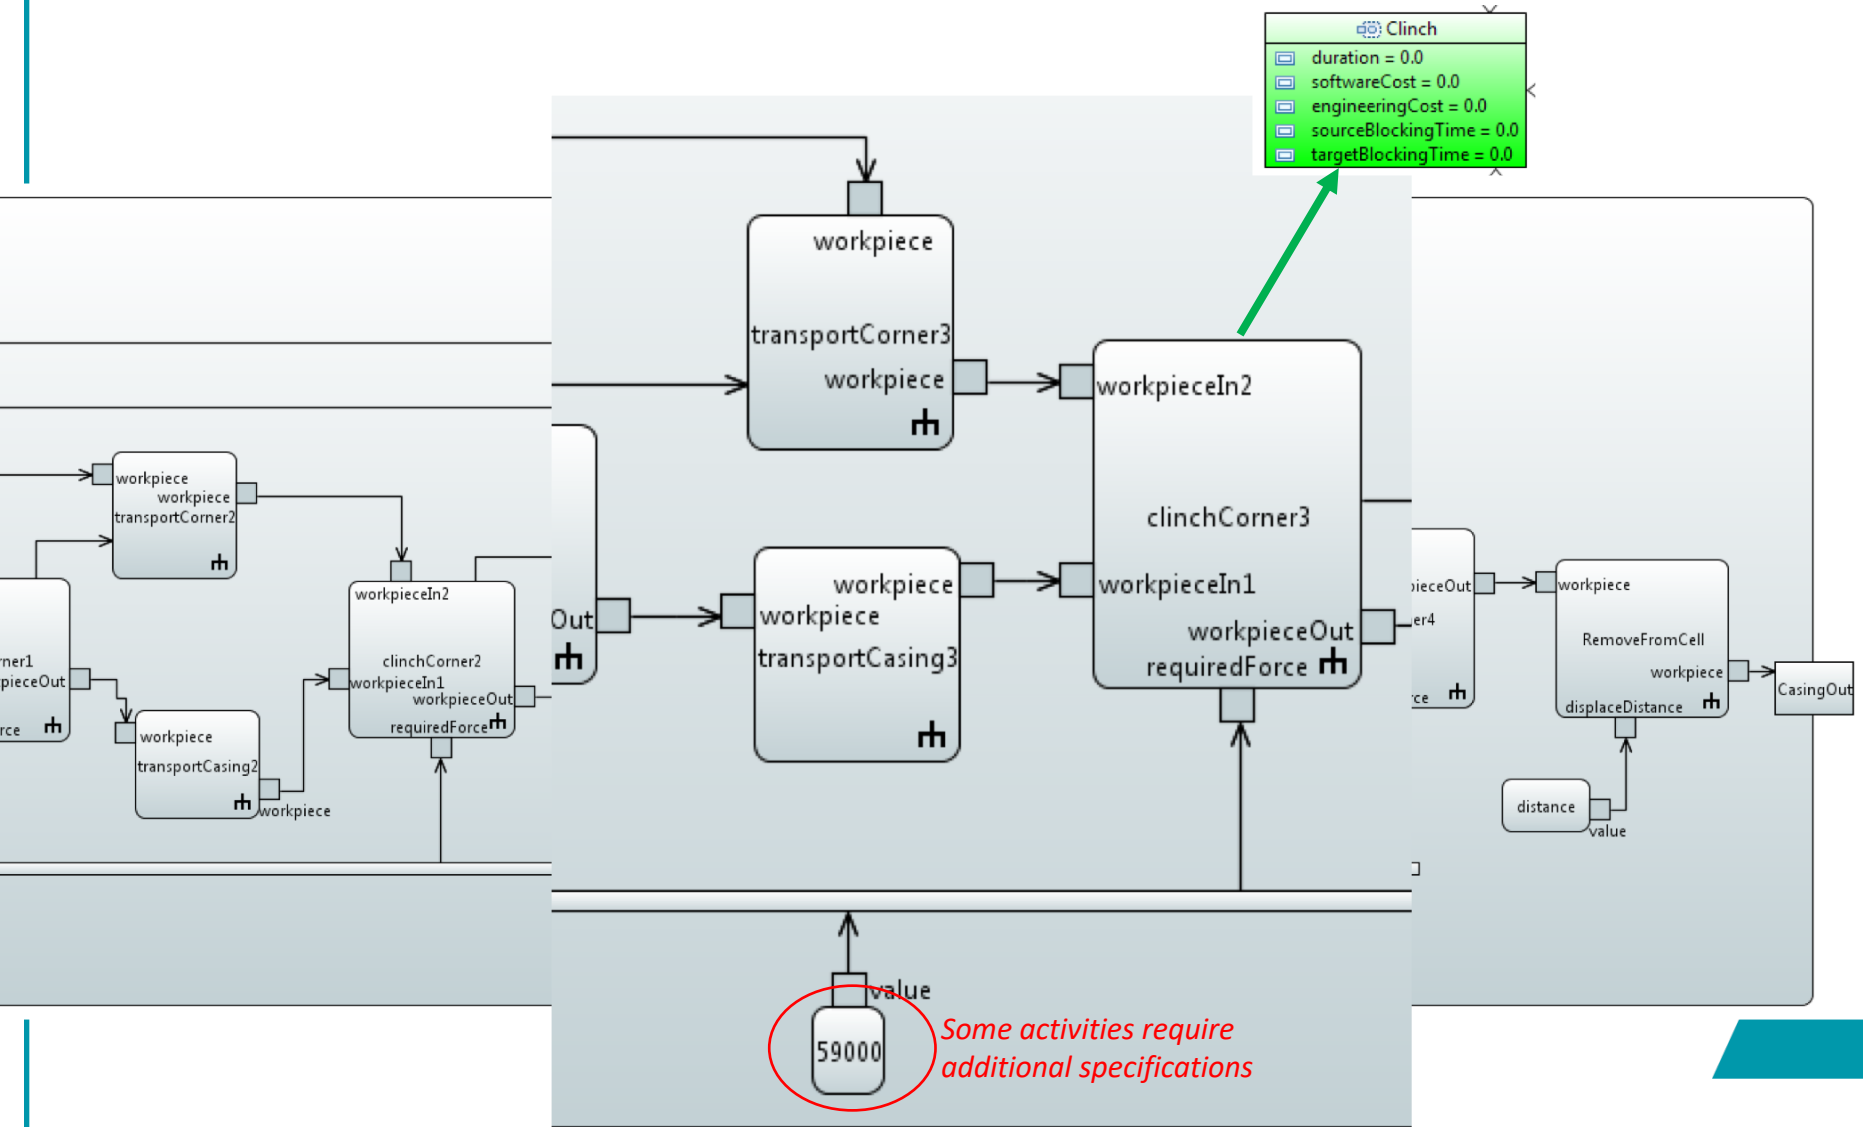 Clinch
duration = 0.0
softwareCost = 0.0
engineeringCost = 0.0
sourceBlockingTime = 0.0
targetBlockingTime = 0.0
workpiece
transportCorner3
workpiece
workpieceIn2
clinchCorner3
workpieceIn1
workpieceOut
requiredForce
Out
workpiece
workpiece
transportCasing3
value
59000
Some activities require
additional specifications
workpiece
workpiece
transportCorner2
workpieceIn2
clinchCorner2
workpieceIn1
workpieceOut
requiredForce
rner1
pieceOut
rce
workpiece
transportCasing2
workpiece
pieceOut
er4
ce
workpiece
RemoveFromCell
workpiece
displaceDistance
CasingOut
distance
value